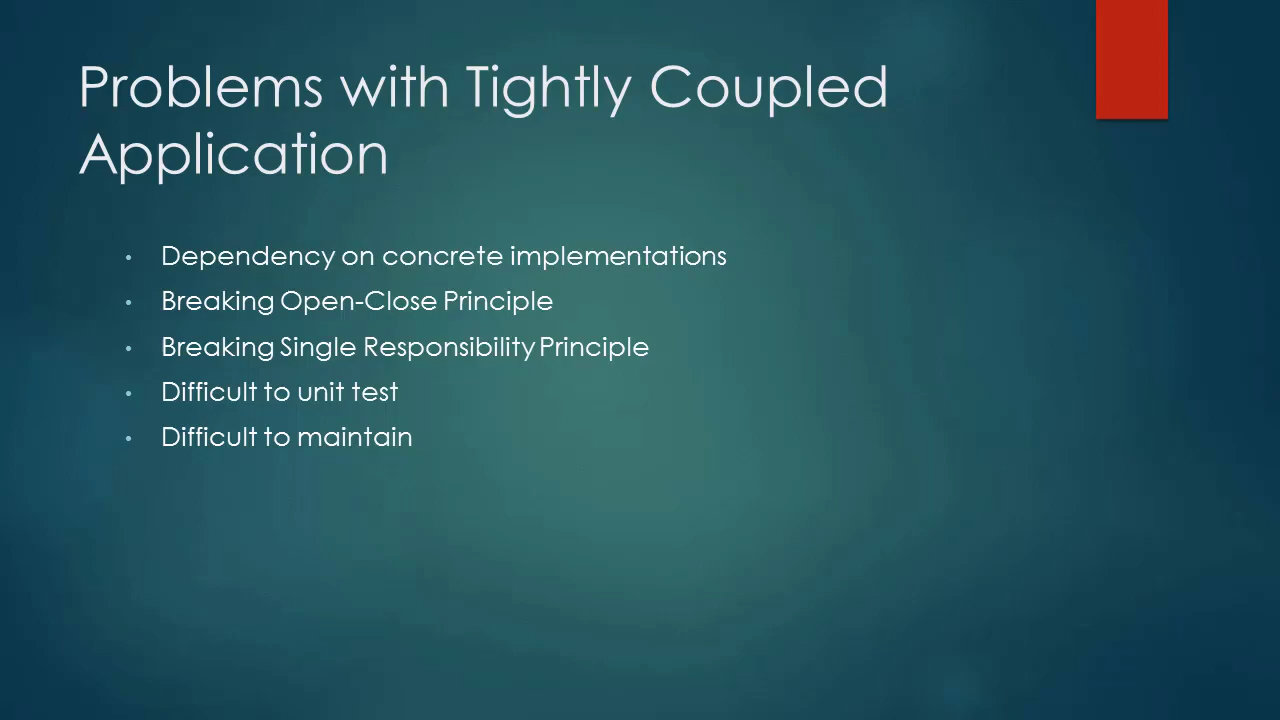 Problems with Tightly Coupled
Application
• Dependency on concrete implementations
• Breaking Open-Close Principle
• Breaking Single Responsibility Principle
• Difficult to unit test
• Difficult to maintain